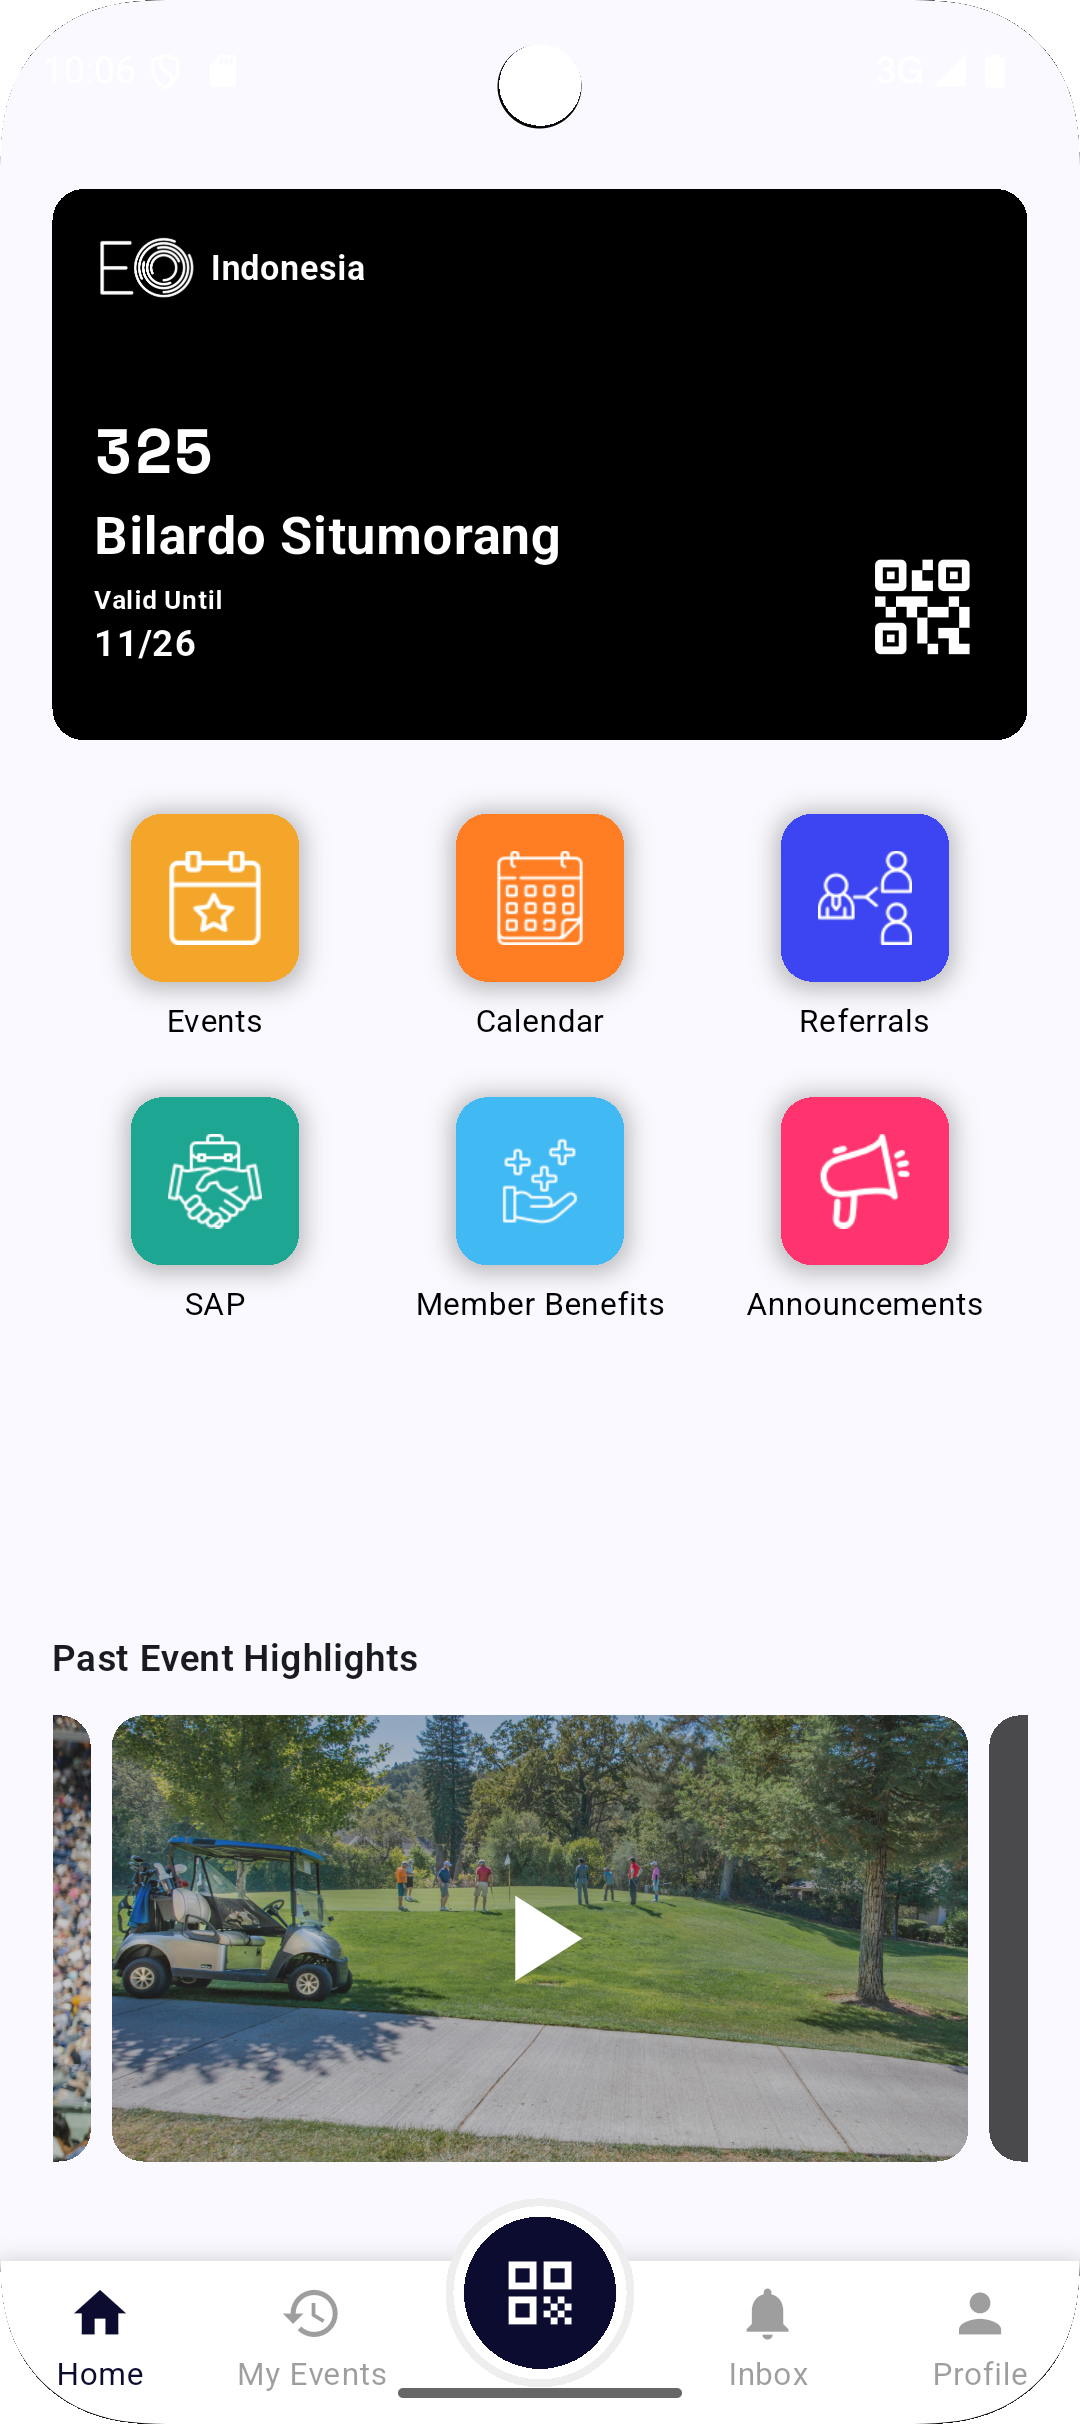 10:06
3G
EO Indonesia
325
Bilardo Situmorang
Valid Until
11/26
Events
Calendar
Referrals
SAP
Member Benefits
Announcements
Past Event Highlights
Home
My Events
Inbox
Profile